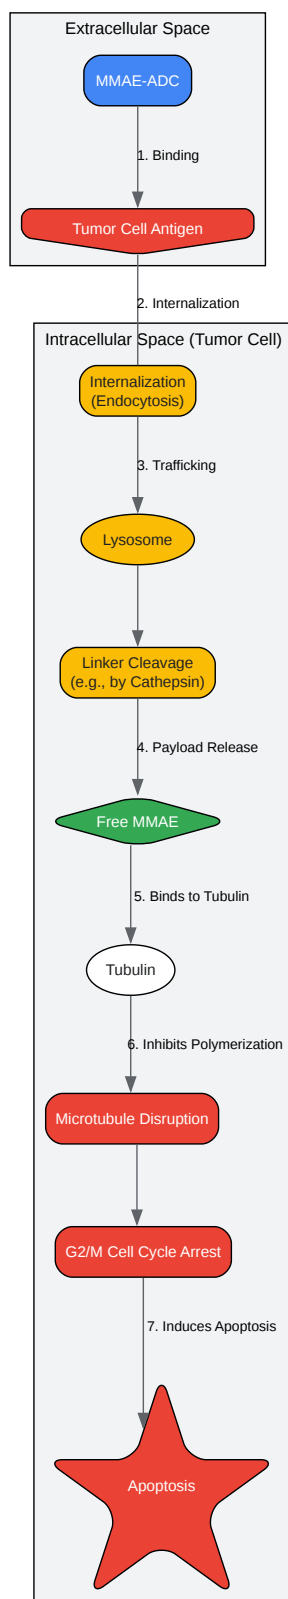 Extracellular Space
MMAE-ADC
1. Binding
Tumor Cell Antigen
2. Internalization
Intracellular Space (Tumor Cell)
Internalization
(Endocytosis)
3. Trafficking
Lysosome
Linker Cleavage
(e.g., by Cathepsin)
4. Payload Release
Free MMAE
5. Binds to Tubulin
Tubulin
6. Inhibits Polymerization
Microtubule Disruption
G2/M Cell Cycle Arrest
7. Induces Apoptosis
Apoptosis